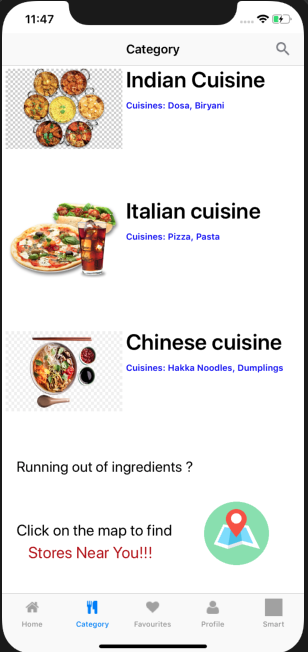 11:47
Category
Indian Cuisine
Cuisines: Dosa, Biryani
Italian cuisine
Cuisines: Pizza, Pasta
Chinese cuisine
Cuisines: Hakka Noodles, Dumplings
Running out of ingredients ?
Click on the map to find
Stores Near You!!!
Home
Category
Favourites
Profile
Smart